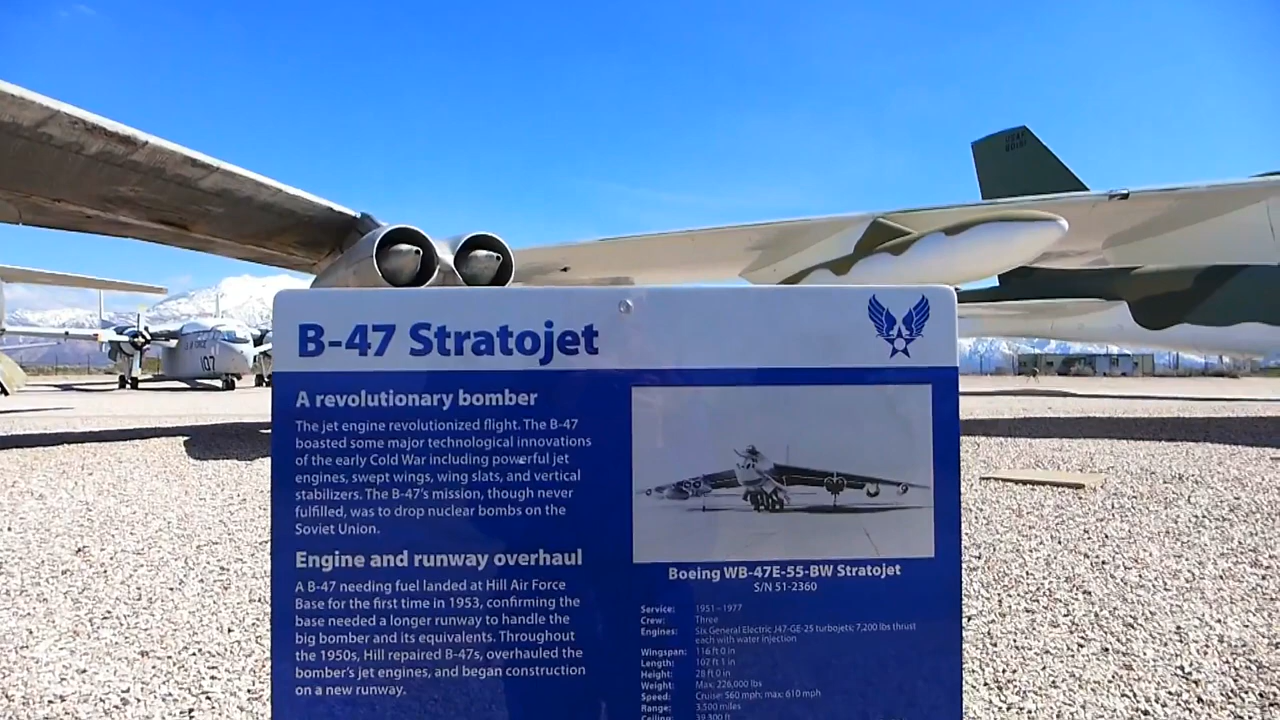 USAF
80191
U.S. AIR FORCE
107
B-47 Stratojet
A revolutionary bomber
The jet engine revolutionized flight. The B-47
boasted some major technological innovations
of the early Cold War including powerful jet
engines, swept wings, wing slats, and vertical
stabilizers. The B-47's mission, though never
fulfilled, was to drop nuclear bombs on the
Soviet Union.
Engine and runway overhaul
A B-47 needing fuel landed at Hill Air Force
Base for the first time in 1953, confirming the
base needed a longer runway to handle the
big bomber and its equivalents. Throughout
the 1950s, Hill repaired B-47s, overhauled the
bomber's jet engines, and began construction
on a new runway.
Boeing WB-47E-55-BW Stratojet
S/N 51-2360
Service: 1951–1977
Crew: Three
Engines: Six General Electric J47-GE-25 turbojets; 7,200 lbs thrust
each with water injection
Wingspan: 116 ft 0 in
Length: 107 ft 1 in
Height: 28 ft 0 in
Weight: Max: 226,000 lbs
Speed: Cruise: 560 mph; max: 610 mph
Range: 3,500 miles
Ceiling: 39,300 ft